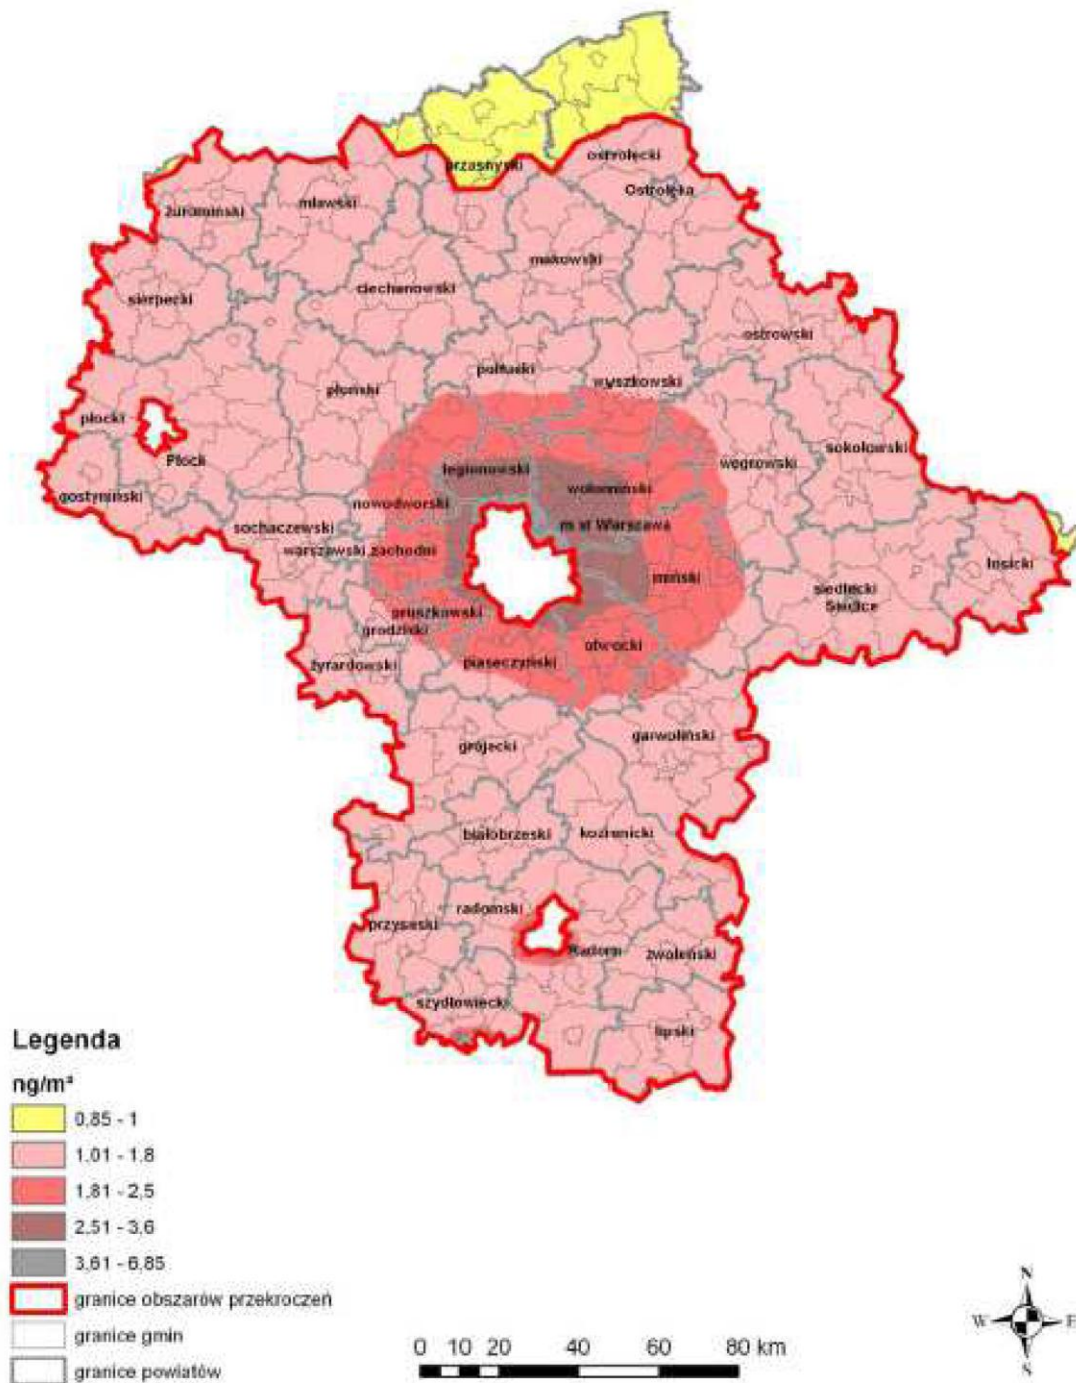 przasnyski
ostrołęcki
Ostrołęka
żuromiński
mławski
makowski
ciechanowski
sierpecki
ostrowski
pułtuski
płoński
wyszkowski
płocki
sokołowski
Płock
legionowski
węgrowski
gostyniński
wołomiński
nowodworski
sochaczewski
m st Warszawa
warszawski zachodni
miński
łosicki
siedlecki
Siedlce
pruszkowski
grodziski
otwocki
żyrardowski
piaseczyński
garwoliński
grójecki
białobrzeski
kozienicki
radomski
przysuski
Radom
zwoleński
szydłowiecki
lipski
Legenda
ng/m³
0,85 - 1
1,01 - 1,8
1,81 - 2,5
2,51 - 3,6
3,61 - 6,85
granice obszarów przekroczeń
granice gmin
granice powiatów
0 10 20 40 60 80 km
N
W E
S